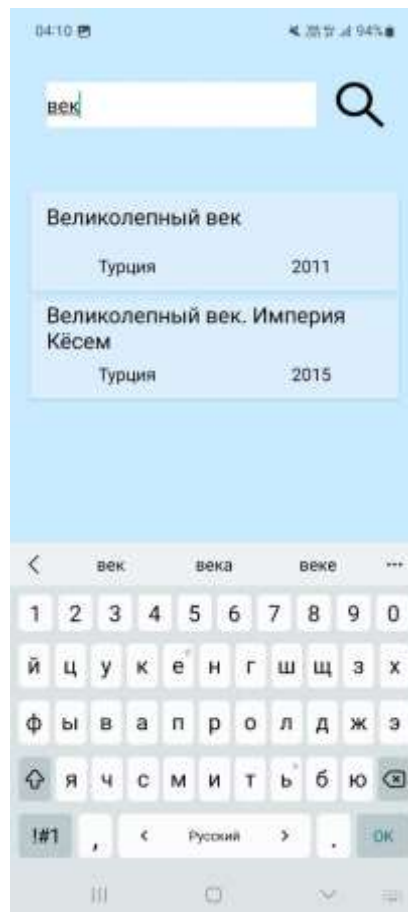 04:10 94%
век
Великолепный век
Турция 2011
Великолепный век. Империя
Кёсем
Турция 2015
век века веке ...
1 2 3 4 5 6 7 8 9 0
й ц у к е н г ш щ з х
ф ы в а п р о л д ж э
я ч с м и т ь б ю
!#1 , < Русский > . OK